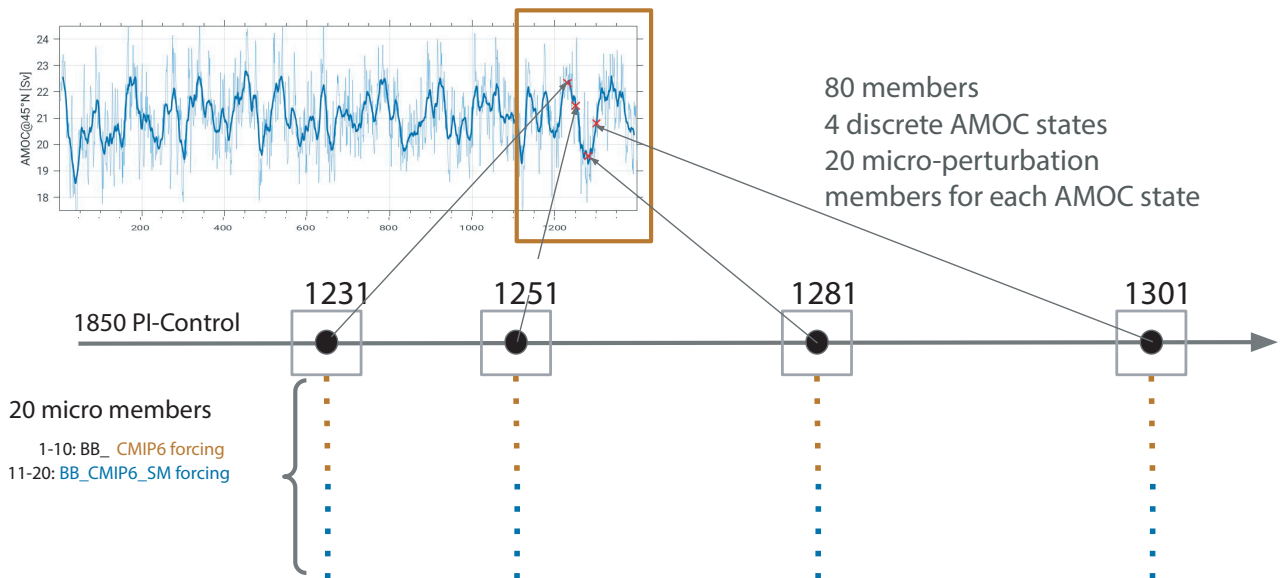 24
23
22
21
20
19
18
AMOC@45°N [Sv]
200
400
600
800
1000
1200
80 members
4 discrete AMOC states
20 micro-perturbation
members for each AMOC state
1231
1251
1281
1301
1850 PI-Control
20 micro members
1-10: BB_ CMIP6 forcing
11-20: BB_CMIP6_SM forcing